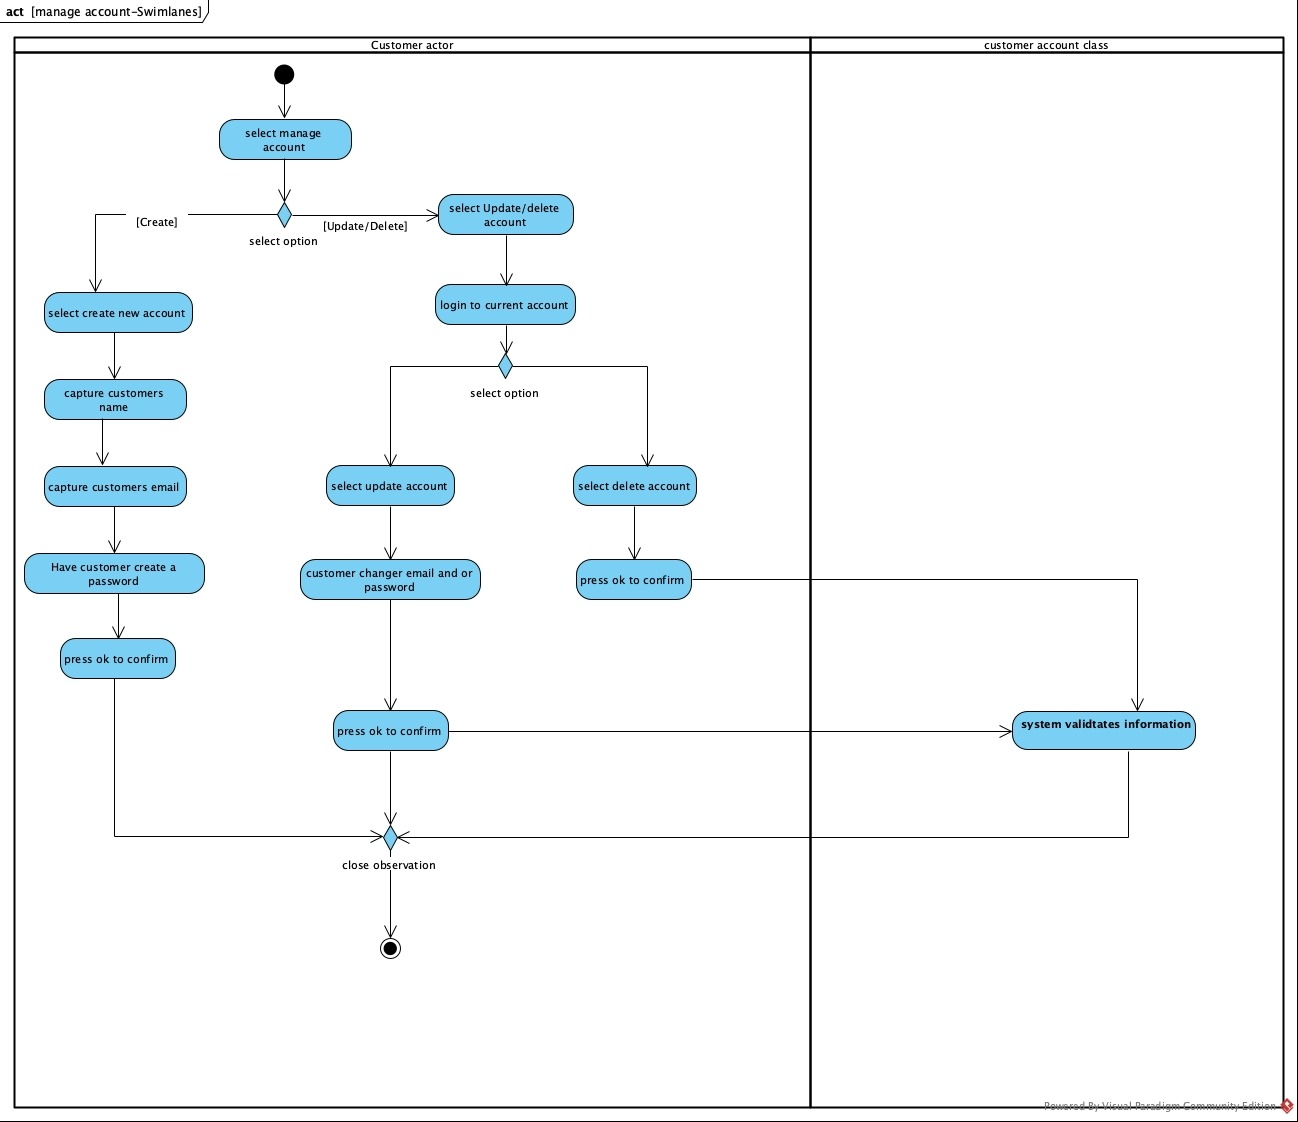 act [manage account-Swimlanes]
Customer actor
customer account class
select manage
account
[Create]
[Update/Delete]
select option
select Update/delete
account
select create new account
login to current account
capture customers
name
select option
capture customers email
select update account
select delete account
Have customer create a
password
customer changer email and or
password
press ok to confirm
press ok to confirm
press ok to confirm
system validtates information
close observation
Powered By Visual Paradigm Community Edition